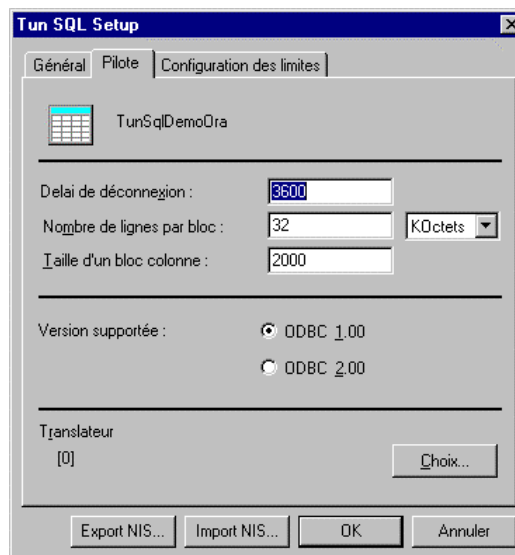 Tun SQL Setup
Général Pilote Configuration des limites
TunSqlDemoOra
Delai de déconnexion : 3600
Nombre de lignes par bloc : 32 KOctets
Taille d'un bloc colonne : 2000
Version supportée : ODBC 1.00
ODBC 2.00
Translateur
[0] Choix...
Export NIS... Import NIS... OK Annuler